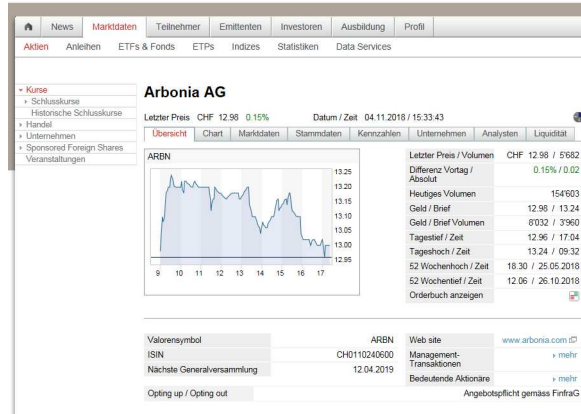 News Marktdaten Teilnehmer Emittenten Investoren Ausbildung Profil
Aktien Anleihen ETFs & Fonds ETPs Indizes Statistiken Data Services
Kurse
Schlusskurse
Historische Schlusskurse
Handel
Unternehmen
Sponsored Foreign Shares
Veranstaltungen
Arbonia AG
Letzter Preis CHF 12.98 0.15% Datum / Zeit 04.11.2018 / 15:33:43
Übersicht Chart Marktdaten Stammdaten Kennzahlen Unternehmen Analysten Liquidität
ARBN
13.25
13.20
13.15
13.10
13.05
13.00
12.95
9 10 11 12 13 14 15 16 17
Letzter Preis / Volumen CHF 12.98 / 5'682
Differenz Vortag / Absolut 0.15% / 0.02
Heutiges Volumen 154'603
Geld / Brief 12.98 / 13.24
Geld / Brief Volumen 8'032 / 3'960
Tagestief / Zeit 12.96 / 17:04
Tageshoch / Zeit 13.24 / 09:32
52 Wochenhoch / Zeit 18.30 / 25.05.2018
52 Wochentief / Zeit 12.06 / 26.10.2018
Orderbuch anzeigen
Valorensymbol ARBN
ISIN CH0110240600
Nächste Generalversammlung 12.04.2019
Web site www.arbonia.com
Management-Transaktionen mehr
Bedeutende Aktionäre mehr
Opting up / Opting out Angebotspflicht gemäss FinfraG